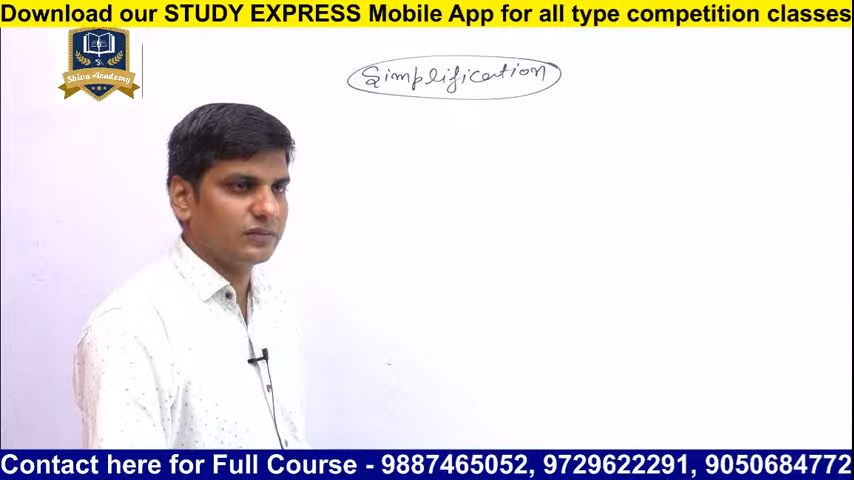 Download our STUDY EXPRESS Mobile App for all type competition classes
Shiva Academy
Simplification
Contact here for Full Course - 9887465052, 9729622291, 9050684772